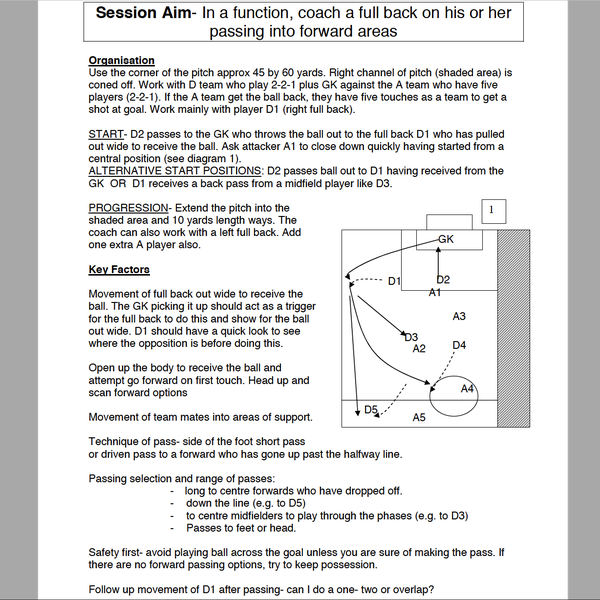 Session Aim- In a function, coach a full back on his or her
passing into forward areas
Organisation
Use the corner of the pitch approx 45 by 60 yards. Right channel of pitch (shaded area) is
coned off. Work with D team who play 2-2-1 plus GK against the A team who have five
players (2-2-1). If the A team get the ball back, they have five touches as a team to get a
shot at goal. Work mainly with player D1 (right full back).
START- D2 passes to the GK who throws the ball out to the full back D1 who has pulled
out wide to receive the ball. Ask attacker A1 to close down quickly having started from a
central position (see diagram 1).
ALTERNATIVE START POSITIONS: D2 passes ball out to D1 having received from the
GK OR D1 receives a back pass from a midfield player like D3.
PROGRESSION- Extend the pitch into the
shaded area and 10 yards length ways. The
coach can also work with a left full back. Add
one extra A player also.
Key Factors
Movement of full back out wide to receive the
ball. The GK picking it up should act as a trigger
for the full back to do this and show for the ball
out wide. D1 should have a quick look to see
where the opposition is before doing this.
Open up the body to receive the ball and
attempt go forward on first touch. Head up and
scan forward options
Movement of team mates into areas of support.
Technique of pass- side of the foot short pass
or driven pass to a forward who has gone up past the halfway line.
Passing selection and range of passes:
- long to centre forwards who have dropped off.
- down the line (e.g. to D5)
- to centre midfielders to play through the phases (e.g. to D3)
- Passes to feet or head.
Safety first- avoid playing ball across the goal unless you are sure of making the pass. If
there are no forward passing options, try to keep possession.
Follow up movement of D1 after passing- can I do a one- two or overlap?
1
GK
D1
D2
A1
A3
D3
A2
D4
A4
D5
A5